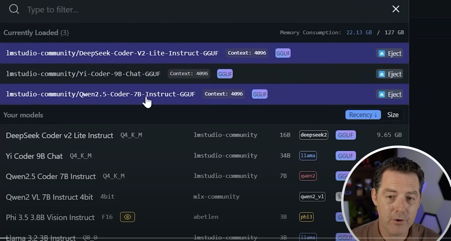 Type to filter...
Currently Loaded (3) Memory Consumption: 22.13 GB / 127 GB
lmstudio-community/DeepSeek-Coder-V2-Lite-Instruct-GGUF Context: 4096 GGUF Eject
lmstudio-community/Yi-Coder-9B-Chat-GGUF Context: 4096 GGUF Eject
lmstudio-community/Qwen2.5-Coder-7B-Instruct-GGUF Context: 4096 GGUF Eject
Your models Recency ↓ Size
DeepSeek Coder v2 Lite Instruct Q4_K_M lmstudio-community 16B deepseek2 GGUF 9.65 GB
Yi Coder 9B Chat Q4_K_M lmstudio-community 34B llama GGUF
Qwen2.5 Coder 7B Instruct Q4_K_M lmstudio-community 7B qwen2 GGUF
Qwen2 VL 7B Instruct 4bit 4bit mlx-community qwen2_vl
Phi 3.5 3.8B Vision Instruct F16 abetlen 3B phi3 GGUF
Llama 3.2 3B Instruct Q8_0 lmstudio-community 3B llama GGUF